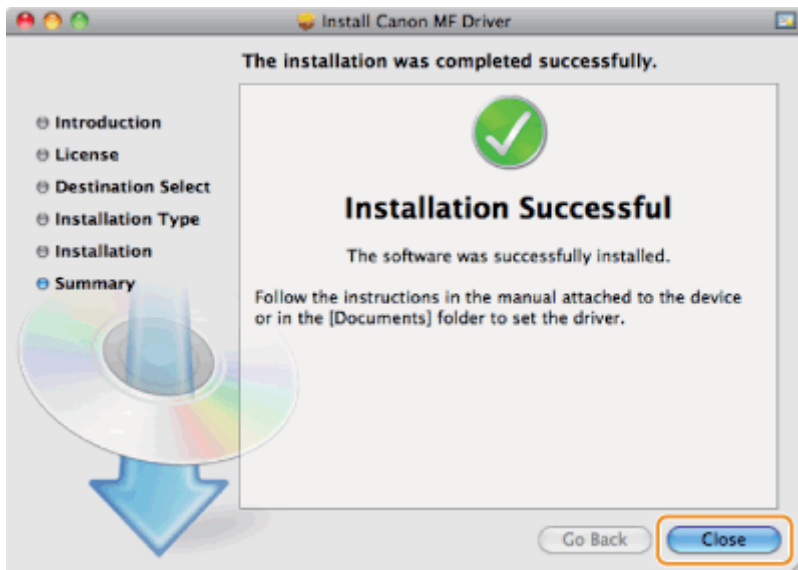 Install Canon MF Driver
The installation was completed successfully.
Introduction
License
Destination Select
Installation Type
Installation
Summary
Installation Successful
The software was successfully installed.
Follow the instructions in the manual attached to the device
or in the [Documents] folder to set the driver.
Go Back
Close